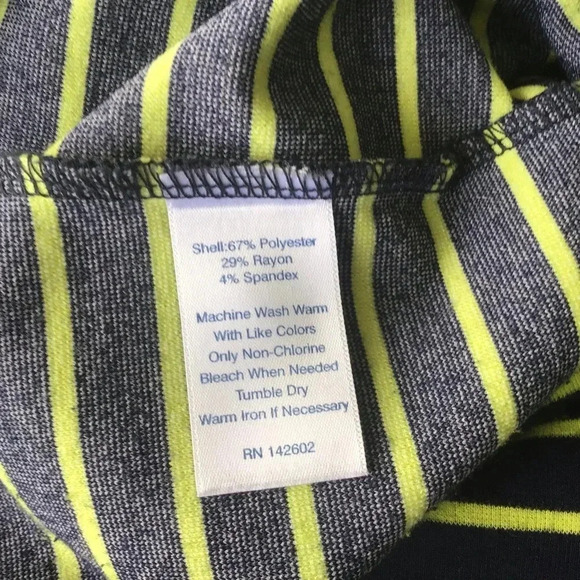 Shell:67% Polyester
29% Rayon
4% Spandex
Machine Wash Warm
With Like Colors
Only Non-Chlorine
Bleach When Needed
Tumble Dry
Warm Iron If Necessary
RN 142602